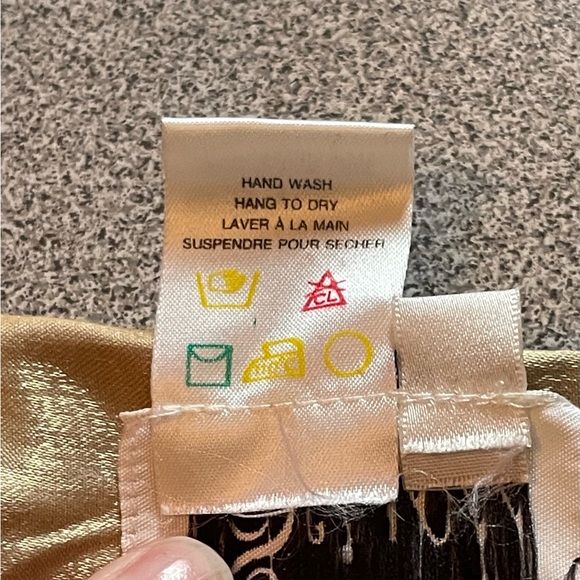 HAND WASH
HANG TO DRY
LAVER À LA MAIN
SUSPENDRE POUR SECHER
CL